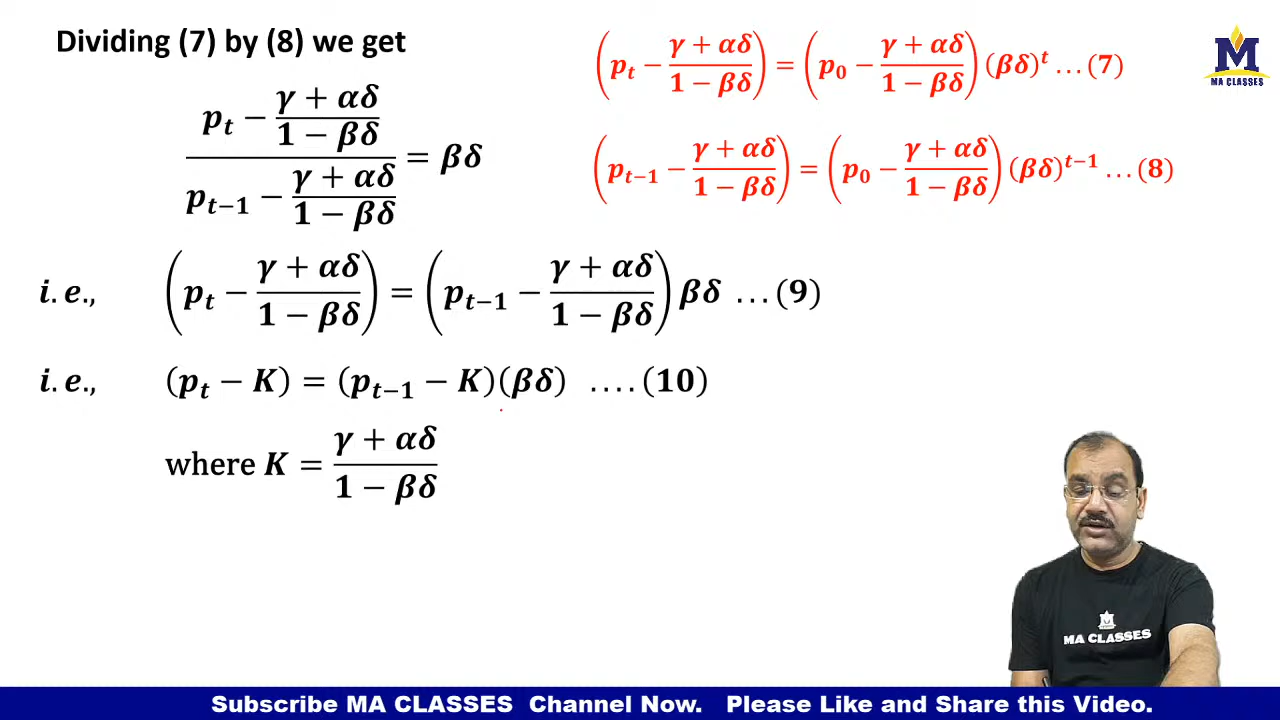 Dividing (7) by (8) we get
(p_t − (γ + αδ)/(1 − βδ)) = (p_0 − (γ + αδ)/(1 − βδ)) (βδ)^t … (7)
M
MA CLASSES
(p_t − (γ + αδ)/(1 − βδ)) / (p_{t−1} − (γ + αδ)/(1 − βδ)) = βδ
(p_{t−1} − (γ + αδ)/(1 − βδ)) = (p_0 − (γ + αδ)/(1 − βδ)) (βδ)^{t−1} … (8)
i.e., (p_t − (γ + αδ)/(1 − βδ)) = (p_{t−1} − (γ + αδ)/(1 − βδ)) βδ … (9)
i.e., (p_t − K) = (p_{t−1} − K)(βδ) …. (10)
where K = (γ + αδ)/(1 − βδ)
MA CLASSES
Subscribe MA CLASSES Channel Now. Please Like and Share this Video.